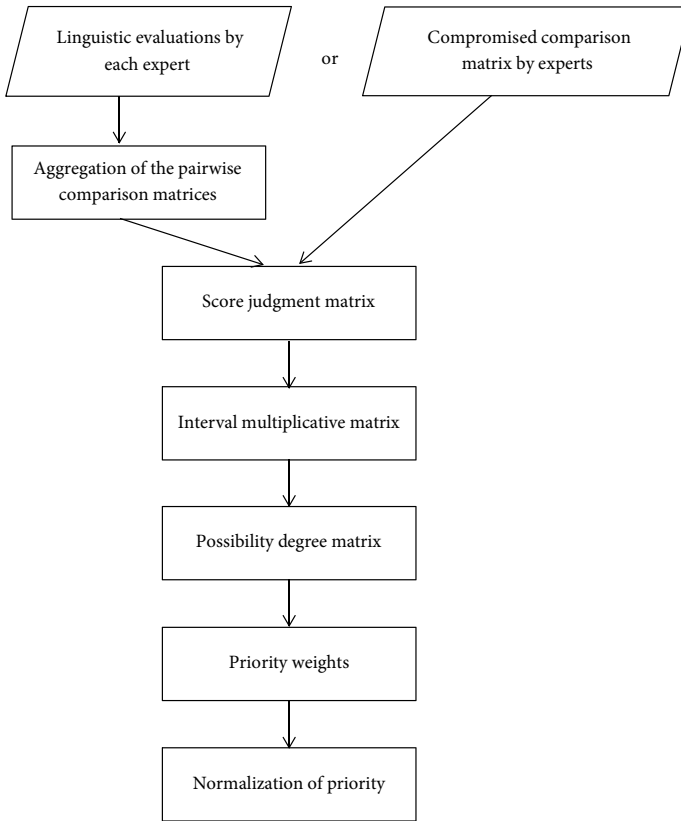 Linguistic evaluations by
each expert
or
Compromised comparison
matrix by experts
Aggregation of the pairwise
comparison matrices
Score judgment matrix
Interval multiplicative matrix
Possibility degree matrix
Priority weights
Normalization of priority